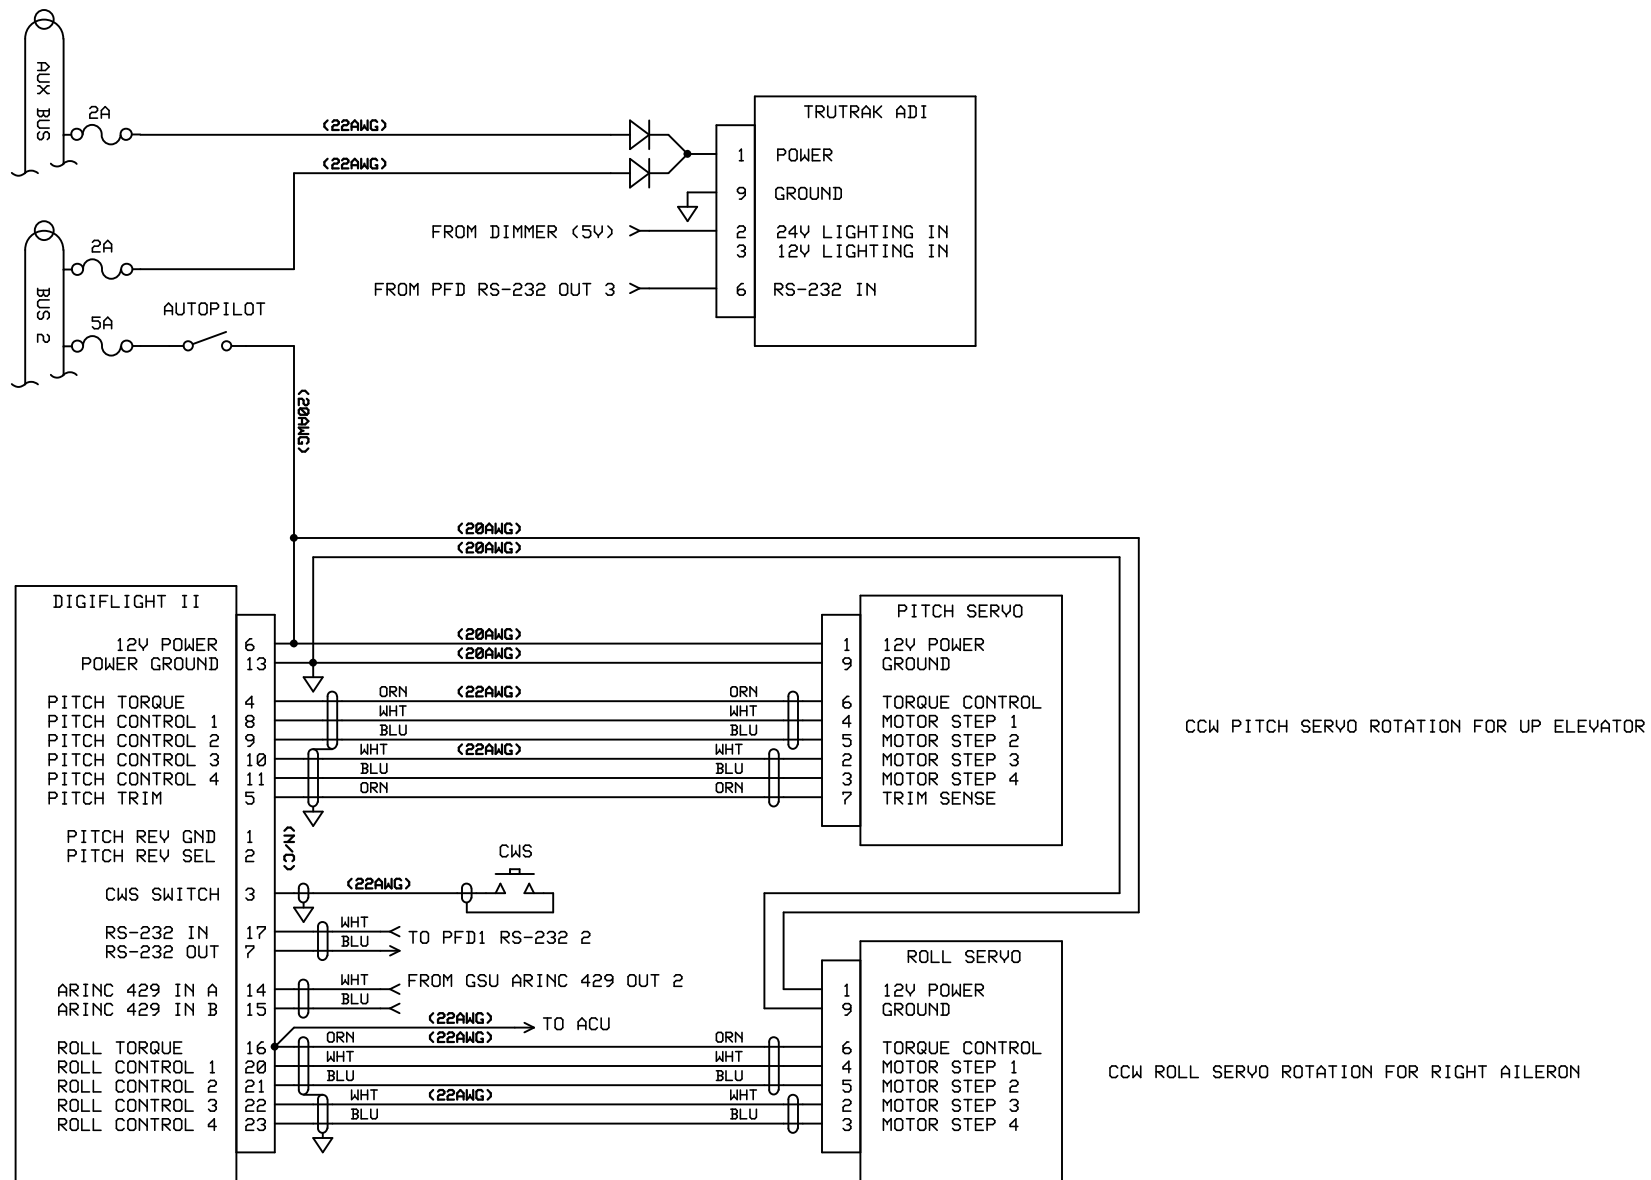 AUX BUS
2A
(22AWG)
(22AWG)
TRUTRAK ADI
1 POWER
9 GROUND
FROM DIMMER (5V)
2 24V LIGHTING IN
3 12V LIGHTING IN
FROM PFD RS-232 OUT 3
6 RS-232 IN
BUS 2
2A
5A
AUTOPILOT
(20AWG)
(20AWG)
(20AWG)
DIGIFLIGHT II
12V POWER 6
POWER GROUND 13
PITCH TORQUE 4
PITCH CONTROL 1 8
PITCH CONTROL 2 9
PITCH CONTROL 3 10
PITCH CONTROL 4 11
PITCH TRIM 5
PITCH REV GND 1
PITCH REV SEL 2
(N/C)
CWS SWITCH 3
RS-232 IN 17
RS-232 OUT 7
ARINC 429 IN A 14
ARINC 429 IN B 15
ROLL TORQUE 16
ROLL CONTROL 1 20
ROLL CONTROL 2 21
ROLL CONTROL 3 22
ROLL CONTROL 4 23
(20AWG)
(20AWG)
ORN (22AWG) ORN
WHT WHT
BLU BLU
WHT (22AWG) WHT
BLU BLU
ORN ORN
PITCH SERVO
1 12V POWER
9 GROUND
6 TORQUE CONTROL
4 MOTOR STEP 1
5 MOTOR STEP 2
2 MOTOR STEP 3
3 MOTOR STEP 4
7 TRIM SENSE
CCW PITCH SERVO ROTATION FOR UP ELEVATOR
CWS
(22AWG)
WHT
BLU
TO PFD1 RS-232 2
WHT
BLU
FROM GSU ARINC 429 OUT 2
(22AWG)
TO ACU
ORN (22AWG) ORN
WHT WHT
BLU BLU
WHT (22AWG) WHT
BLU BLU
ROLL SERVO
1 12V POWER
9 GROUND
6 TORQUE CONTROL
4 MOTOR STEP 1
5 MOTOR STEP 2
2 MOTOR STEP 3
3 MOTOR STEP 4
CCW ROLL SERVO ROTATION FOR RIGHT AILERON